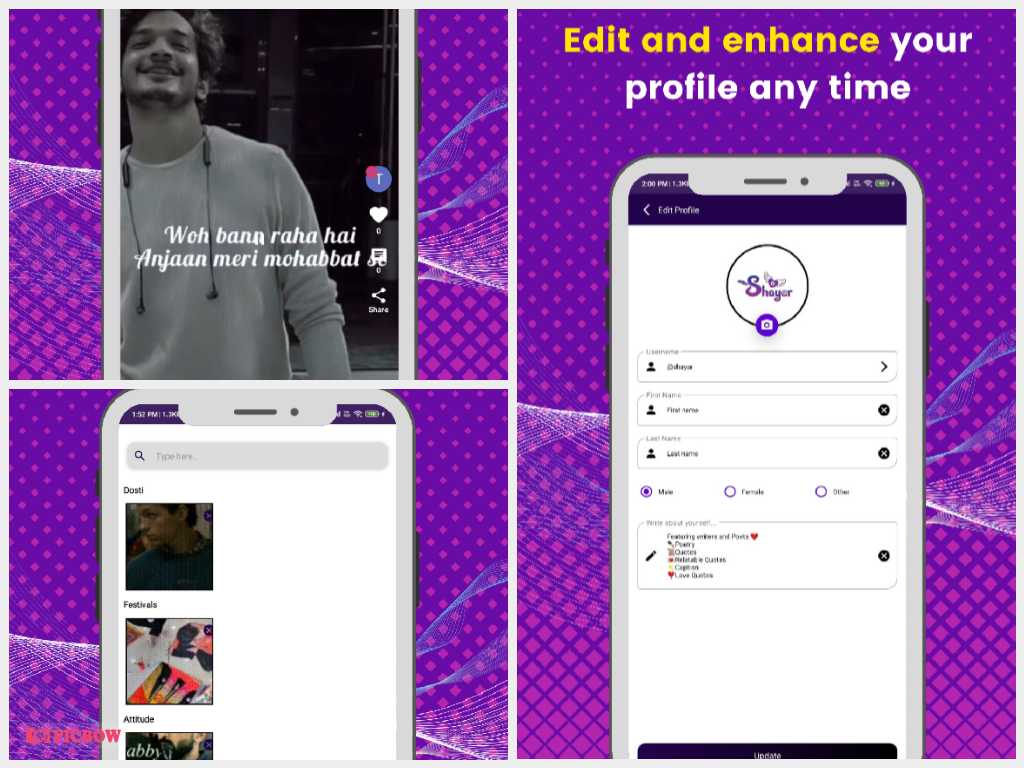 Woh bann raha hai
Anjaan meri mohabbat se
T
0
0
Share
1:52 PM | 1.3K
Type here...
Dosti
Festivals
Attitude
abby
PICBOW
Edit and enhance your
profile any time
2:00 PM | 1.3K
Edit Profile
Shayar
Username
@shayar
First Name
First name
Last Name
Last name
Male
Female
Other
Write about yourself...
Featuring writers and Poets ❤️
Poetry
Quotes
Relatable Quotes
Caption
Love Quotes
Update